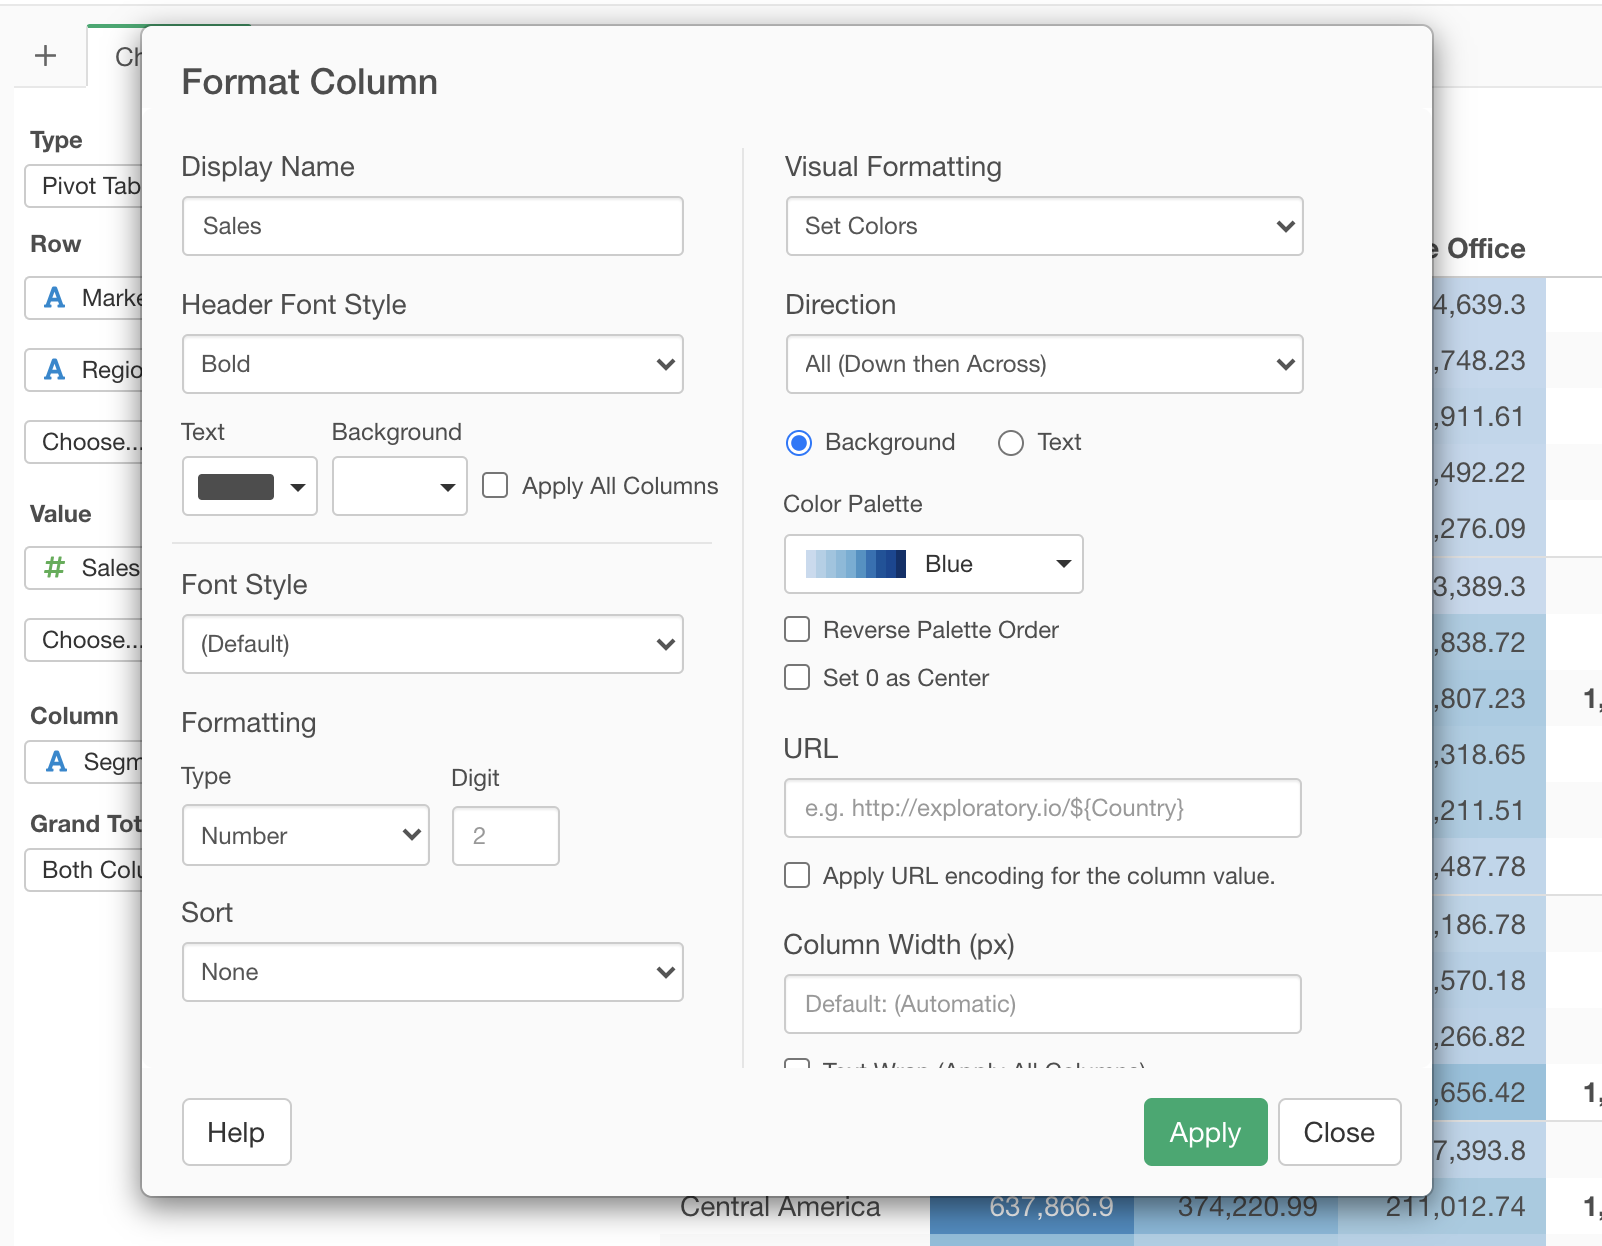 +
Ch
Format Column
Type
Pivot Tab
Row
A Marke
A Regio
Choose...
Value
# Sales
Choose...
Column
A Segm
Grand Tot
Both Colu
Display Name
Sales
Header Font Style
Bold
Text
Background
Apply All Columns
Font Style
(Default)
Formatting
Type
Digit
Number
2
Sort
None
Visual Formatting
Set Colors
Direction
All (Down then Across)
Background
Text
Color Palette
Blue
Reverse Palette Order
Set 0 as Center
URL
e.g. http://exploratory.io/${Country}
Apply URL encoding for the column value.
Column Width (px)
Default: (Automatic)
Text Wrap (Apply All Columns)
Help
Apply
Close
e Office
4,639.3
,748.23
,911.61
,492.22
,276.09
3,389.3
,838.72
,807.23 1,
,318.65
,211.51
,487.78
,186.78
,570.18
,266.82
,656.42 1,
7,393.8
Central America 637,866.9 374,220.99 211,012.74 1,